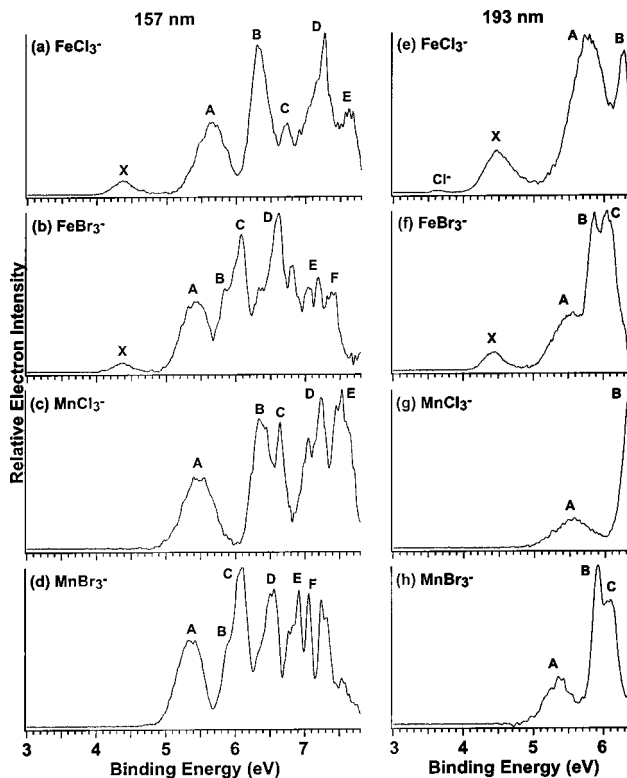 157 nm
193 nm
Relative Electron Intensity
(a) FeCl₃⁻
X
A
B
C
D
E
(b) FeBr₃⁻
X
A
B
C
D
E
F
(c) MnCl₃⁻
A
B
C
D
E
(d) MnBr₃⁻
A
B
C
D
E
F
3 4 5 6 7
Binding Energy (eV)
(e) FeCl₃⁻
Cl⁻
X
A
B
(f) FeBr₃⁻
X
A
B
C
(g) MnCl₃⁻
A
B
(h) MnBr₃⁻
A
B
C
3 4 5 6
Binding Energy (eV)